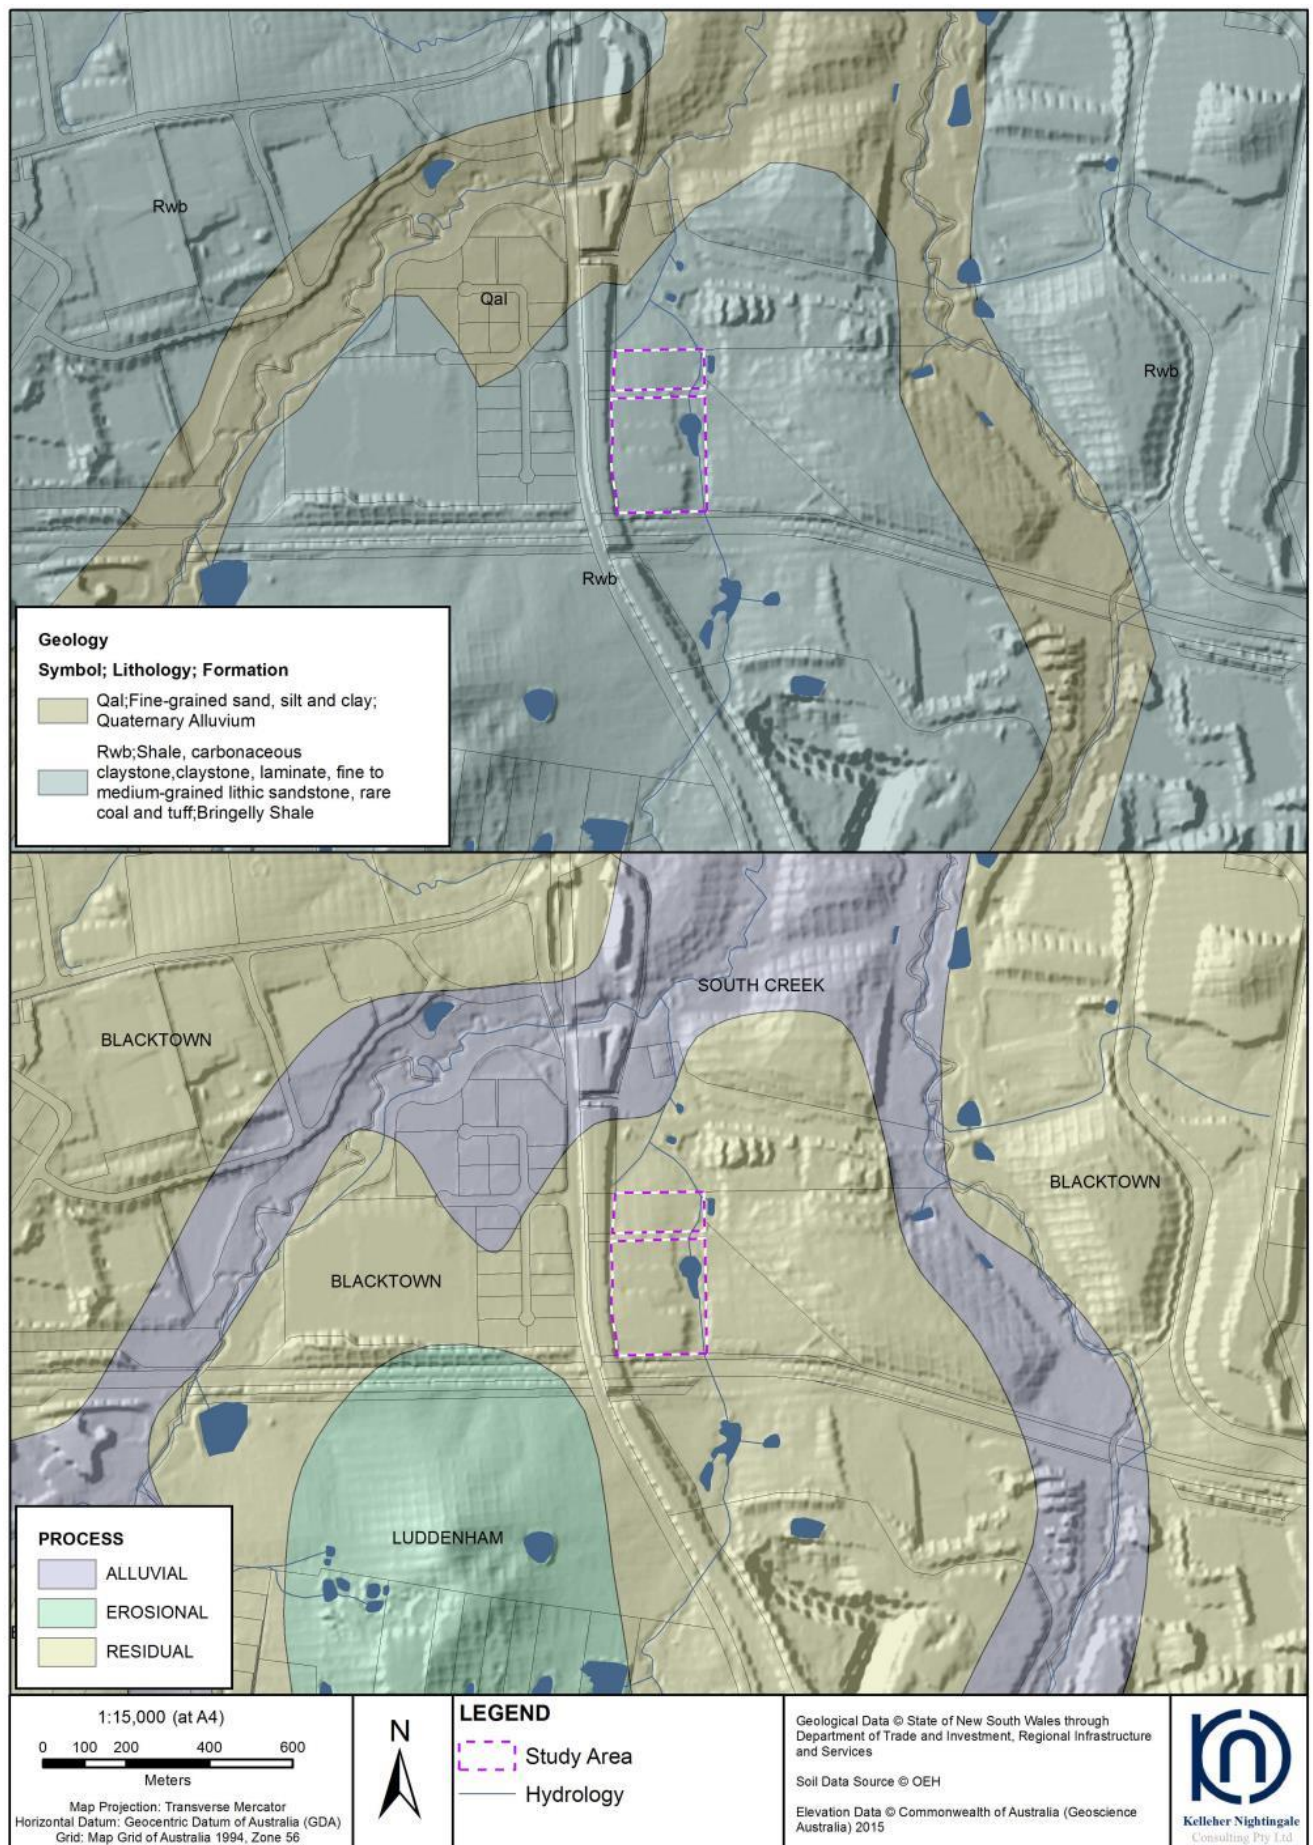 Rwb
Qal
Rwb
Rwb
Geology
Symbol; Lithology; Formation
Qal;Fine-grained sand, silt and clay;
Quaternary Alluvium
Rwb;Shale, carbonaceous
claystone,claystone, laminate, fine to
medium-grained lithic sandstone, rare
coal and tuff;Bringelly Shale
SOUTH CREEK
BLACKTOWN
BLACKTOWN
BLACKTOWN
LUDDENHAM
PROCESS
ALLUVIAL
EROSIONAL
RESIDUAL
1:15,000 (at A4)
0 100 200 400 600
Meters
Map Projection: Transverse Mercator
Horizontal Datum: Geocentric Datum of Australia (GDA)
Grid: Map Grid of Australia 1994, Zone 56
N
LEGEND
Study Area
Hydrology
Geological Data © State of New South Wales through
Department of Trade and Investment, Regional Infrastructure
and Services
Soil Data Source © OEH
Elevation Data © Commonwealth of Australia (Geoscience
Australia) 2015
Kelleher Nightingale
Consulting Pty Ltd